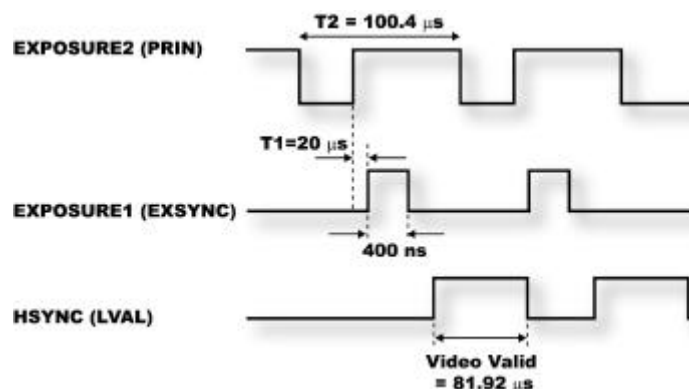 T2 = 100.4 µs
EXPOSURE2 (PRIN)
T1=20 µs
EXPOSURE1 (EXSYNC)
400 ns
HSYNC (LVAL)
Video Valid
= 81.92 µs